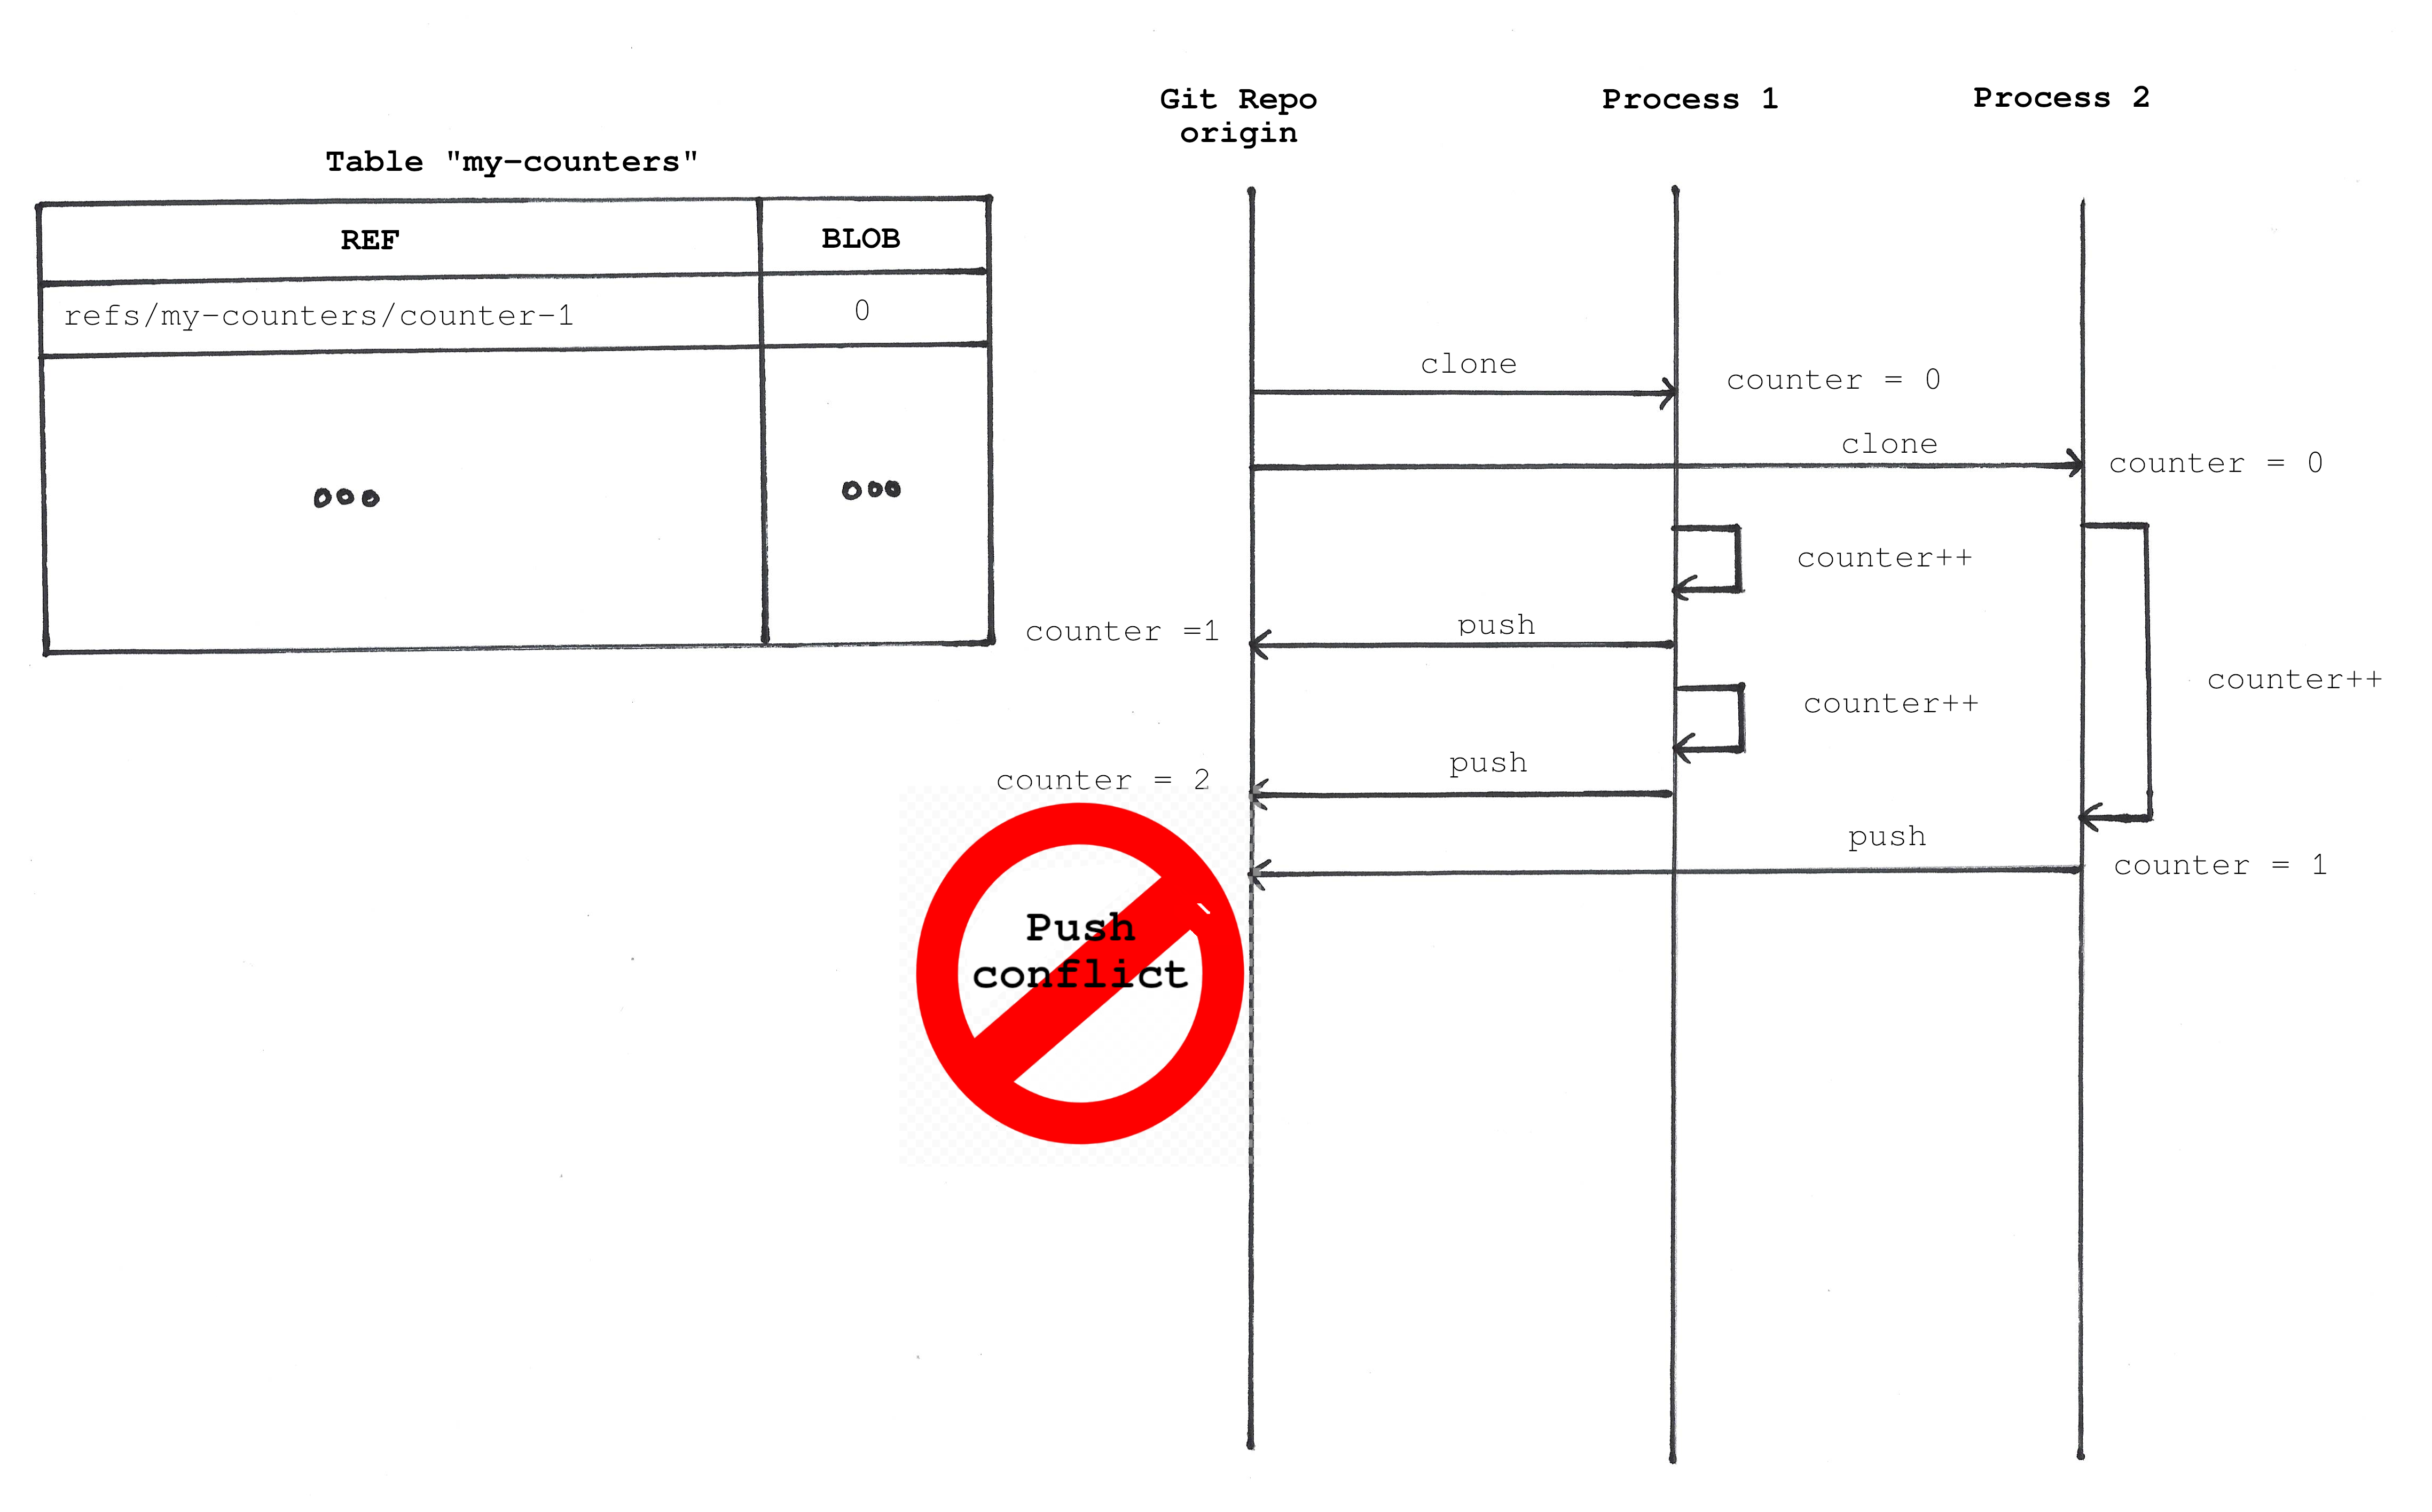 Table "my-counters"
REF
BLOB
refs/my-counters/counter-1
0
Git Repo
origin
Process 1
Process 2
clone
counter = 0
clone
counter = 0
counter++
push
counter =1
counter++
counter++
push
counter = 2
push
counter = 1
Push
conflict